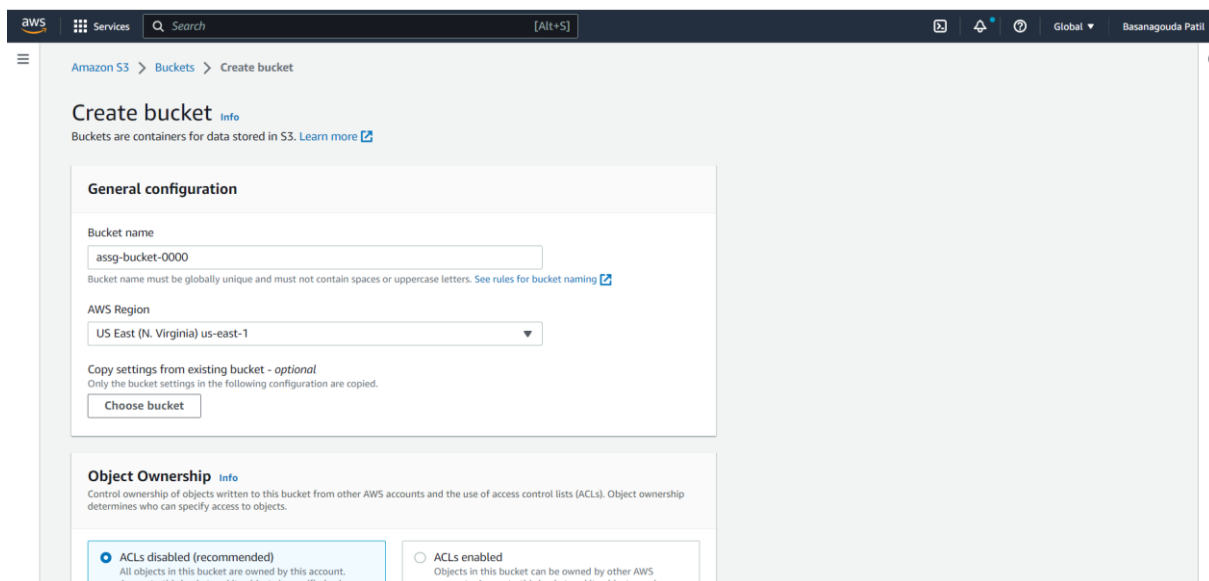 aws
Services
Search
[Alt+S]
Global
Basanagouda Patil
Amazon S3 > Buckets > Create bucket
Create bucket Info
Buckets are containers for data stored in S3. Learn more
General configuration
Bucket name
assg-bucket-0000
Bucket name must be globally unique and must not contain spaces or uppercase letters. See rules for bucket naming
AWS Region
US East (N. Virginia) us-east-1
Copy settings from existing bucket - optional
Only the bucket settings in the following configuration are copied.
Choose bucket
Object Ownership Info
Control ownership of objects written to this bucket from other AWS accounts and the use of access control lists (ACLs). Object ownership
determines who can specify access to objects.
ACLs disabled (recommended)
All objects in this bucket are owned by this account.
ACLs enabled
Objects in this bucket can be owned by other AWS